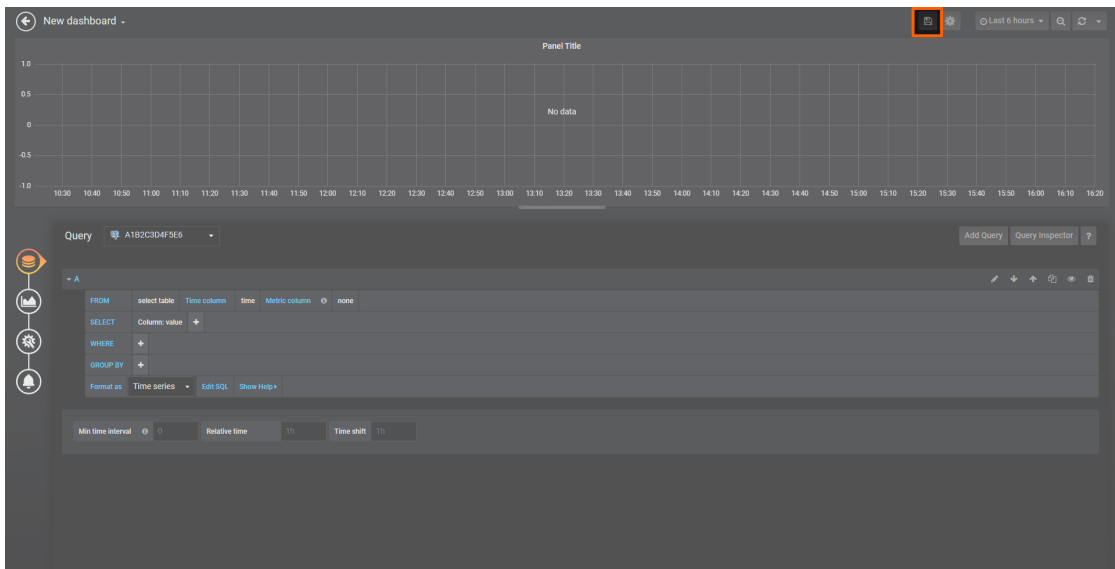 New dashboard
Last 6 hours
Panel Title
1.0
0.5
No data
0
-0.5
-1.0
10:30 10:40 10:50 11:00 11:10 11:20 11:30 11:40 11:50 12:00 12:10 12:20 12:30 12:40 12:50 13:00 13:10 13:20 13:30 13:40 13:50 14:00 14:10 14:20 14:30 14:40 14:50 15:00 15:10 15:20 15:30 15:40 15:50 16:00 16:10 16:20
Query A1B2C3D4F5E6 Add Query Query Inspector ?
A
FROM select table Time column time Metric column none
SELECT Column: value +
WHERE +
GROUP BY +
Format as Time series Edit SQL Show Help
Min time interval 0 Relative time 1h Time shift 1h